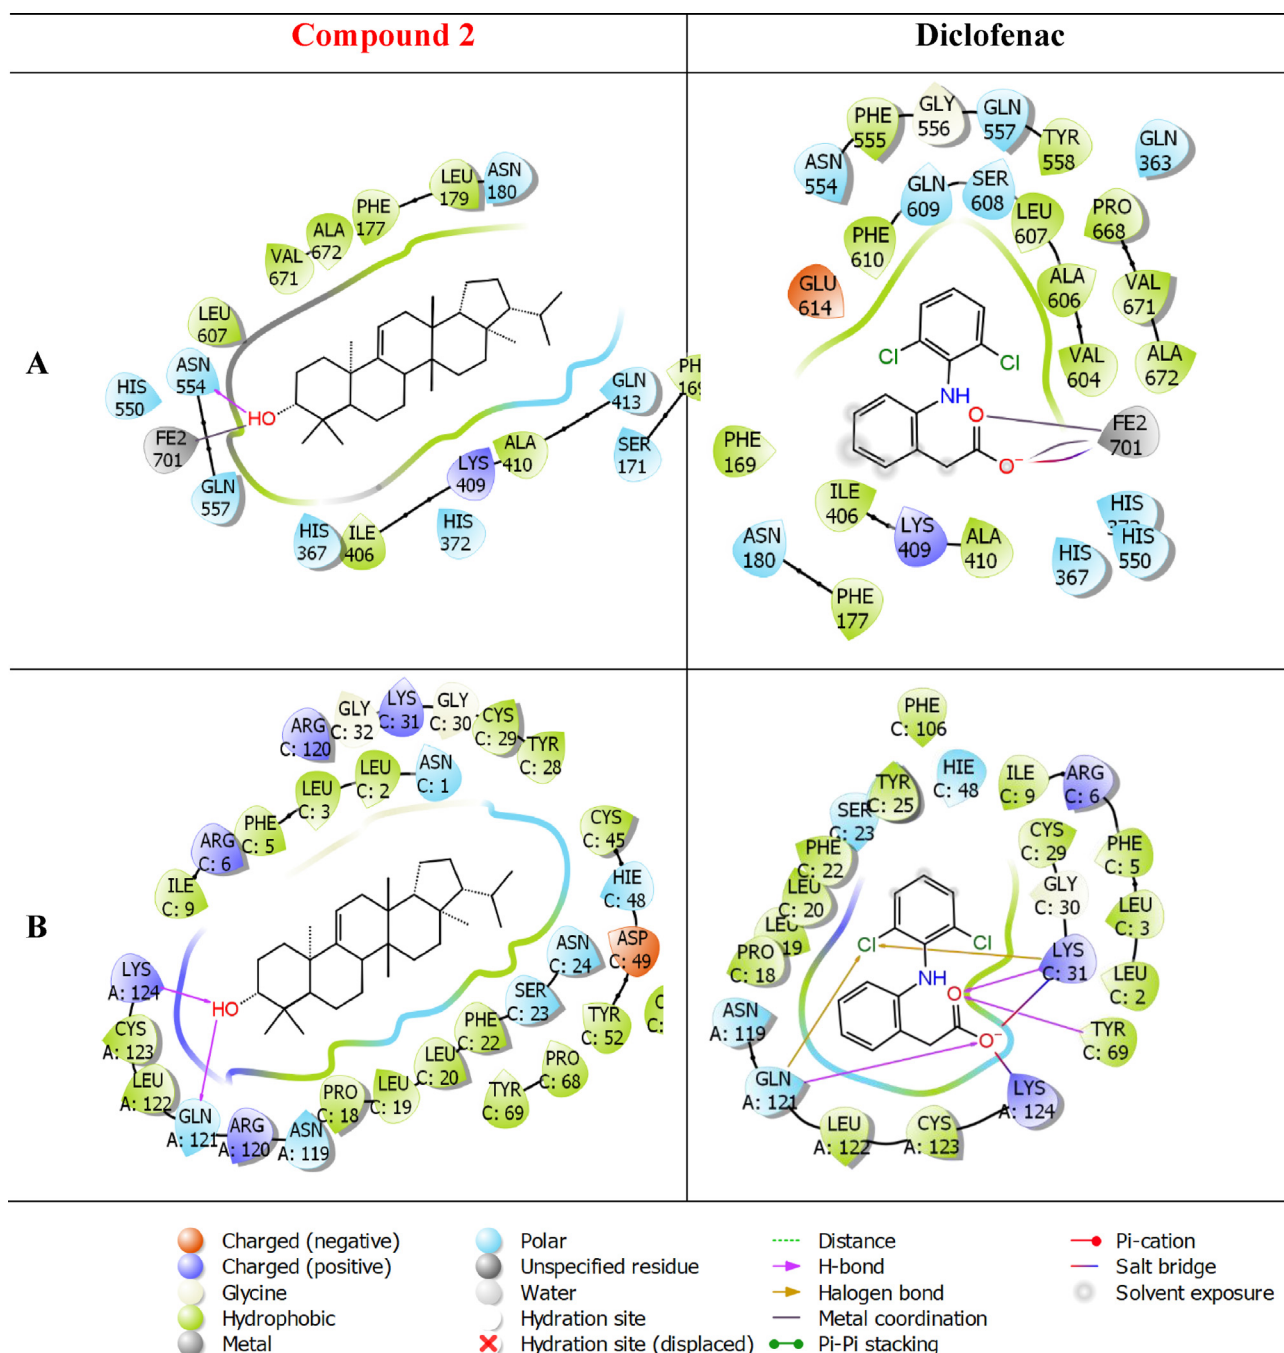 Compound 2
Diclofenac
A
LEU
179
ASN
180
PHE
177
ALA
672
VAL
671
LEU
607
ASN
554
HIS
550
FE2
701
GLN
557
HO
HIS
367
ILE
406
LYS
409
HIS
372
ALA
410
GLN
413
SER
171
169
PHE
555
GLY
556
GLN
557
TYR
558
GLN
363
ASN
554
GLN
609
SER
608
LEU
607
PRO
668
PHE
610
GLU
614
ALA
606
VAL
671
VAL
604
ALA
672
Cl
Cl
NH
O
O-
FE2
701
PHE
169
ILE
406
LYS
409
ALA
410
ASN
180
PHE
177
HIS
HIS
550
HIS
367
B
ARG
C: 120
GLY
C: 32
LYS
C: 31
GLY
C: 30
CYS
C: 29
TYR
C: 28
ASN
C: 1
LEU
C: 2
LEU
C: 3
PHE
C: 5
ARG
C: 6
ILE
C: 9
CYS
C: 45
HIE
C: 48
ASP
C: 49
ASN
C: 24
SER
C: 23
TYR
C: 52
PHE
C: 22
LEU
C: 20
PRO
C: 68
TYR
C: 69
LEU
C: 19
PRO
C: 18
ASN
A: 119
ARG
A: 120
GLN
A: 121
LEU
A: 122
CYS
A: 123
LYS
A: 124
HO
PHE
C: 106
HIE
C: 48
ILE
C: 9
ARG
C: 6
TYR
C: 25
SER
C: 23
PHE
C: 22
LEU
C: 20
LEU
C: 19
PRO
C: 18
CYS
C: 29
GLY
C: 30
PHE
C: 5
LEU
C: 3
LEU
C: 2
LYS
C: 31
TYR
C: 69
Cl
Cl
NH
O
O-
ASN
A: 119
GLN
A: 121
LEU
A: 122
CYS
A: 123
LYS
A: 124
Charged (negative)
Charged (positive)
Glycine
Hydrophobic
Metal
Polar
Unspecified residue
Water
Hydration site
Hydration site (displaced)
Distance
H-bond
Halogen bond
Metal coordination
Pi-Pi stacking
Pi-cation
Salt bridge
Solvent exposure